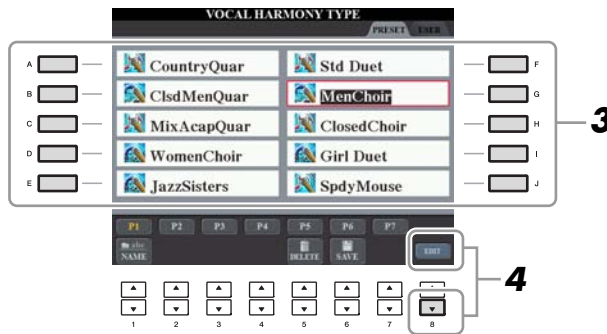 VOCAL HARMONY TYPE
PRESET USER
A CountryQuar Std Duet F
B ClsdMenQuar MenChoir G
C MixAcapQuar ClosedChoir H
D WomenChoir Girl Duet I
E JazzSisters SpdyMouse J
3
P1 P2 P3 P4 P5 P6 P7
abc
NAME DELETE SAVE EDIT
4
1 2 3 4 5 6 7 8